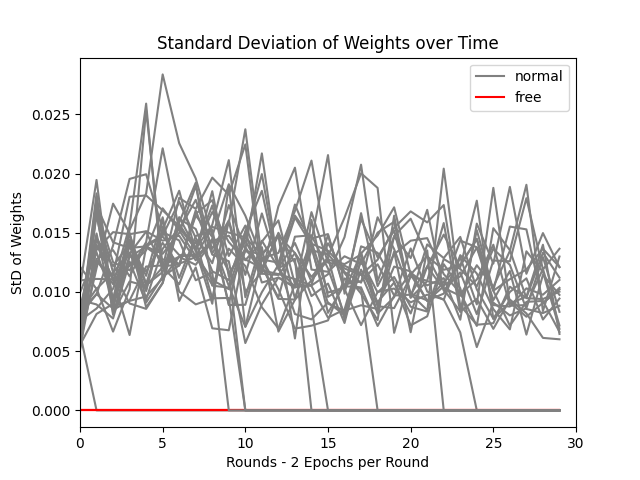 Standard Deviation of Weights over Time
normal
free
StD of Weights
0.025
0.020
0.015
0.010
0.005
0.000
0 5 10 15 20 25 30
Rounds - 2 Epochs per Round